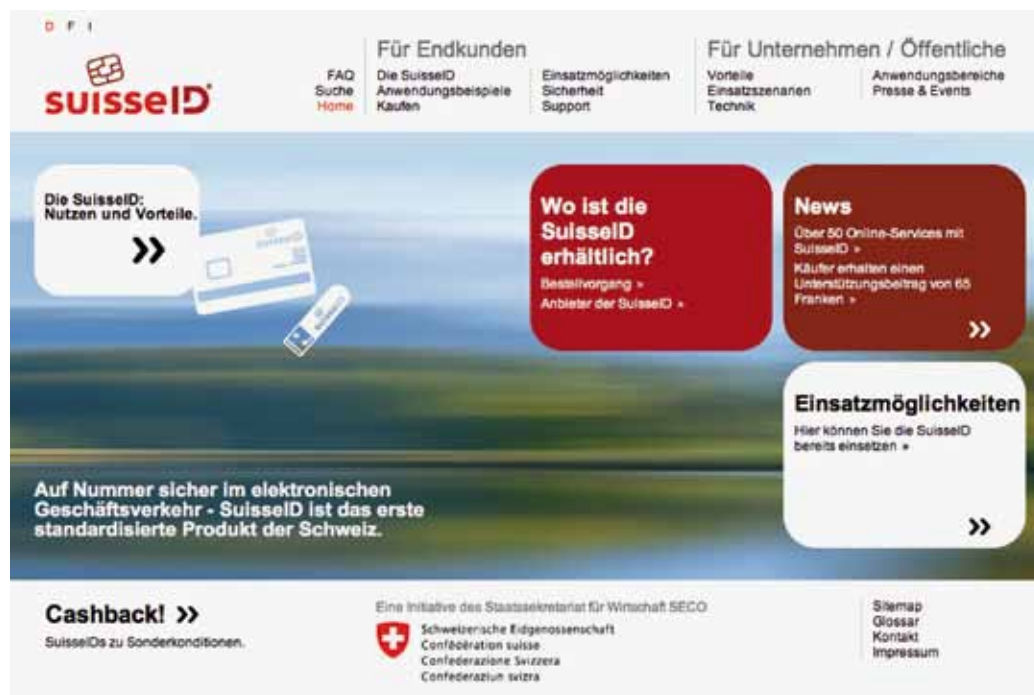 D F I
suisseID
FAQ
Suche
Home
Für Endkunden
Die SuisseID
Anwendungsbeispiele
Kaufen
Einsatzmöglichkeiten
Sicherheit
Support
Für Unternehmen / Öffentliche
Vorteile
Einsatzszenarien
Technik
Anwendungsbereiche
Presse & Events
Die SuisseID:
Nutzen und Vorteile.
»
suisseID
SuisseID
Wo ist die
SuisseID
erhältlich?
Bestellvorgang »
Anbieter der SuisseID »
News
Über 50 Online-Services mit
SuisseID »
Käufer erhalten einen
Unterstützungsbeitrag von 65
Franken »
»
Einsatzmöglichkeiten
Hier können Sie die SuisseID
bereits einsetzen »
»
Auf Nummer sicher im elektronischen
Geschäftsverkehr - SuisseID ist das erste
standardisierte Produkt der Schweiz.
Cashback! »
SuisseIDs zu Sonderkonditionen.
Eine Initiative des Staatssekretariat für Wirtschaft SECO
Schweizerische Eidgenossenschaft
Confédération suisse
Confederazione Svizzera
Confederaziun svizra
Sitemap
Glossar
Kontakt
Impressum